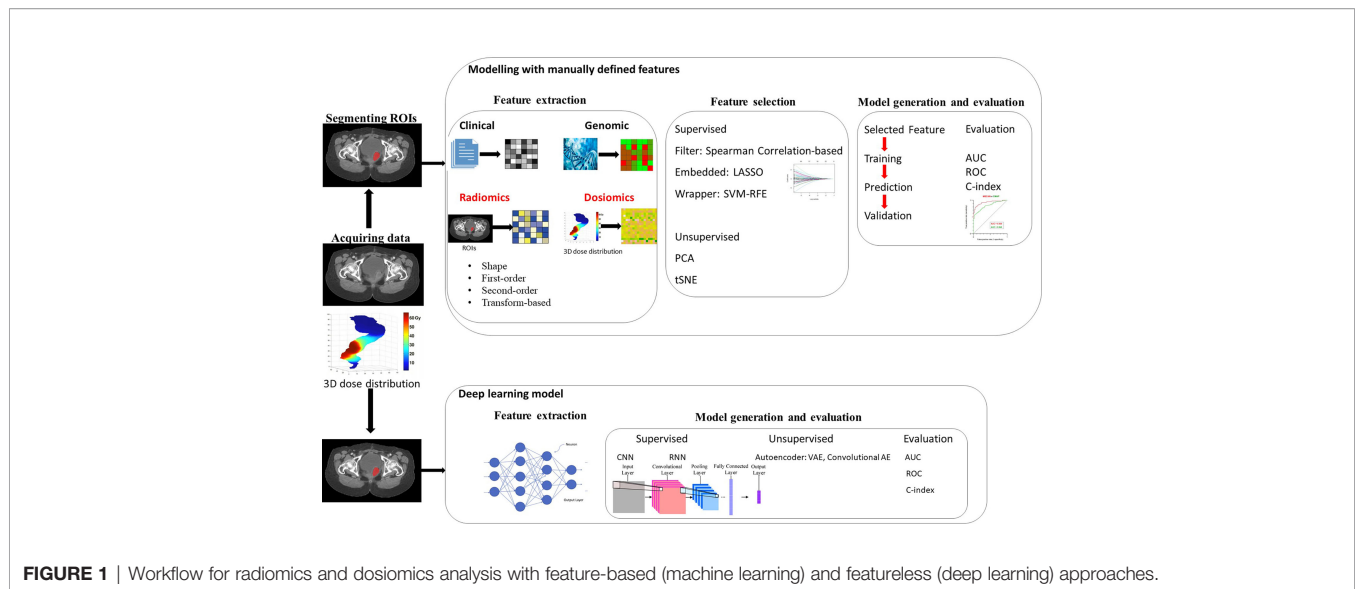 Modelling with manually defined features
Segmenting ROIs
Acquiring data
60 Gy
50
40
30
20
10
3D dose distribution
Feature extraction
Clinical
Genomic
Radiomics
Dosiomics
ROIs
3D dose distribution
• Shape
• First-order
• Second-order
• Transform-based
Feature selection
Supervised
Filter: Spearman Correlation-based
Embedded: LASSO
Wrapper: SVM-RFE
Unsupervised
PCA
tSNE
Model generation and evaluation
Selected Feature
Training
Prediction
Validation
Evaluation
AUC
ROC
C-index
Deep learning model
Feature extraction
Neuron
Output Layer
Model generation and evaluation
Supervised
CNN
RNN
Input Layer
Convolutional Layer
Pooling Layer
Fully Connected Layer
Output Layer
Unsupervised
Autoencoder: VAE, Convolutional AE
Evaluation
AUC
ROC
C-index
FIGURE 1 | Workflow for radiomics and dosiomics analysis with feature-based (machine learning) and featureless (deep learning) approaches.